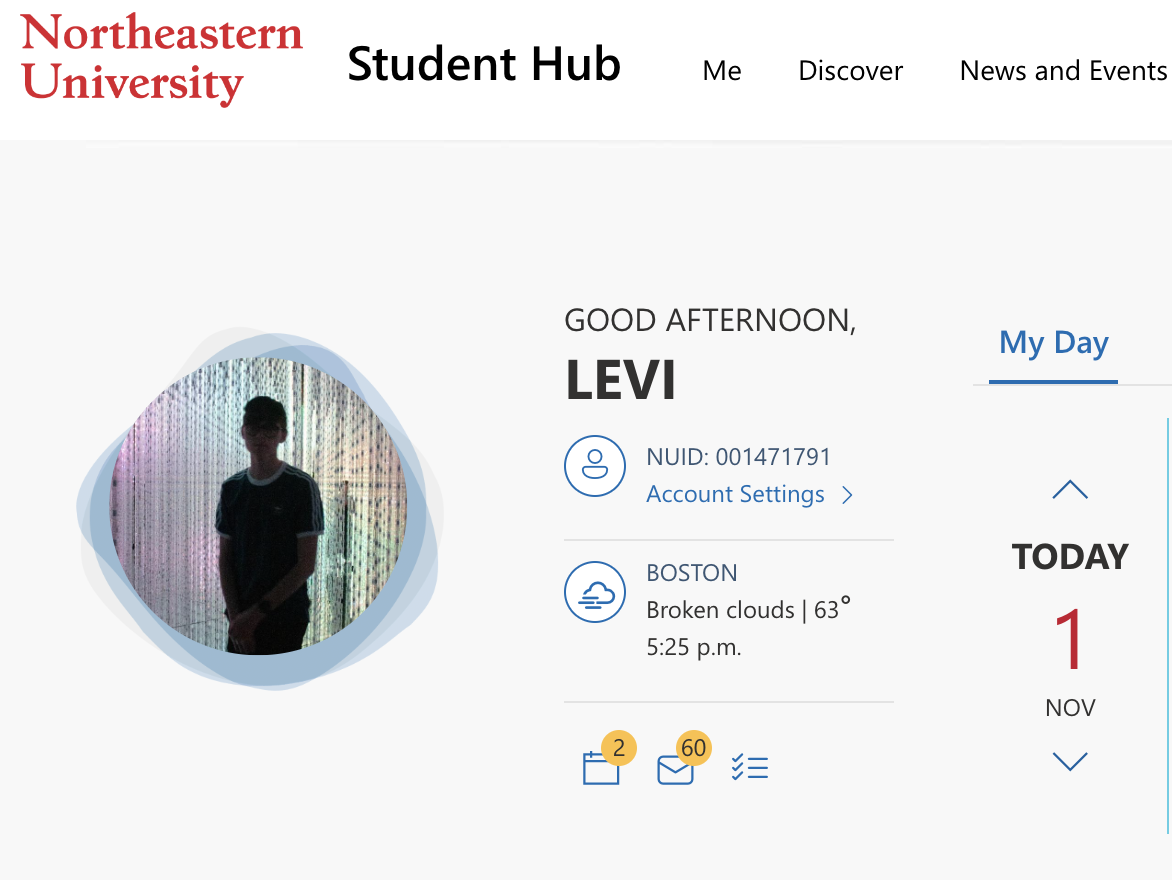 Northeastern
University
Student Hub
Me
Discover
News and Events
GOOD AFTERNOON,
LEVI
NUID: 001471791
Account Settings
BOSTON
Broken clouds | 63°
5:25 p.m.
2
60
My Day
TODAY
1
NOV